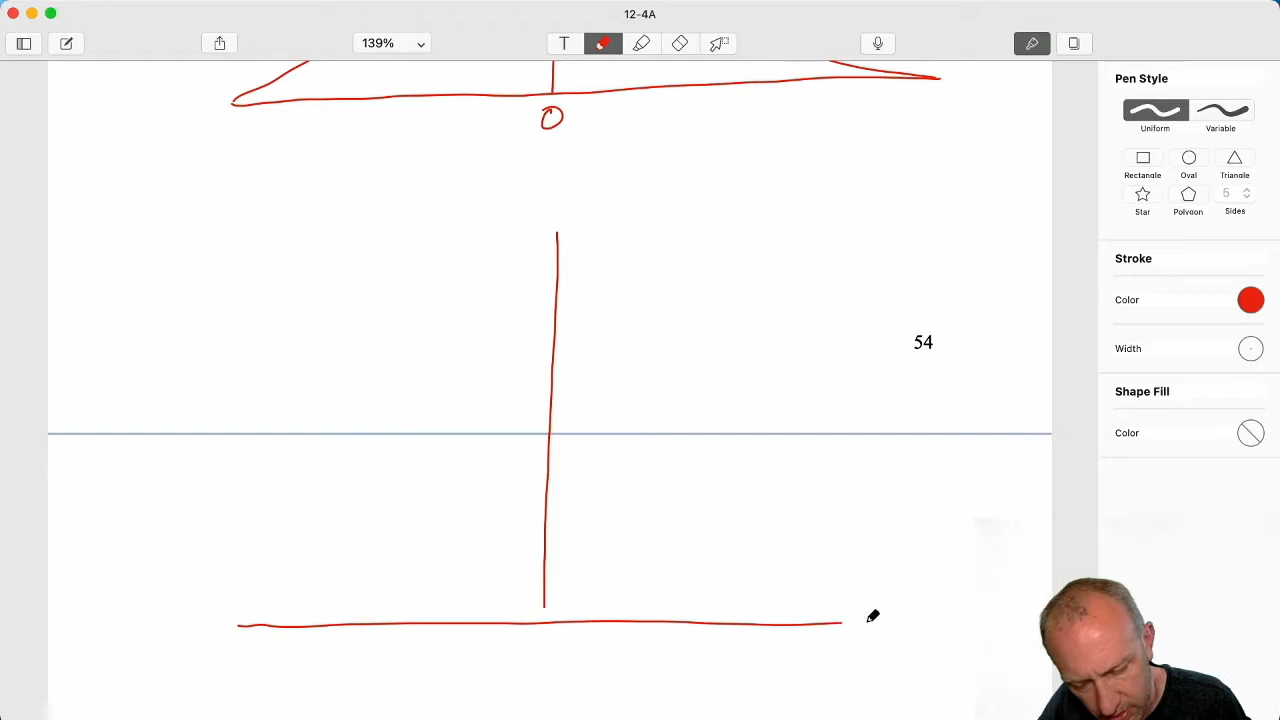 12-4A
139%
T
Pen Style
Uniform
Variable
Rectangle
Oval
Triangle
5
Star
Polygon
Sides
Stroke
Color
Width
Shape Fill
Color
0
54